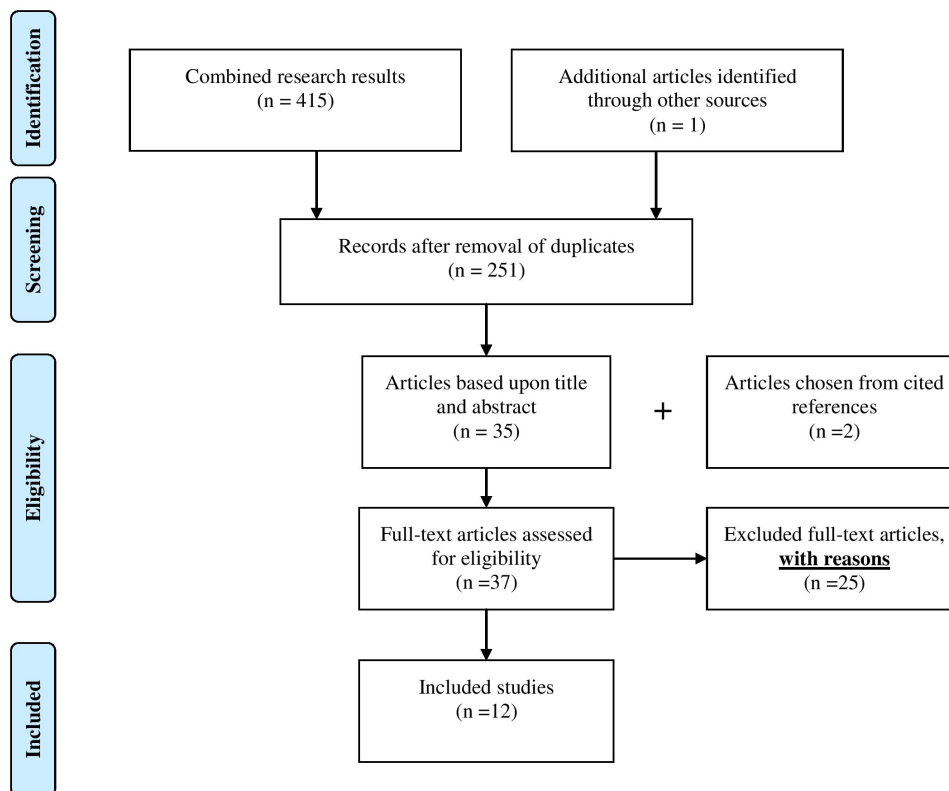 Identification
Combined research results
(n = 415)
Additional articles identified
through other sources
(n = 1)
Screening
Records after removal of duplicates
(n = 251)
Eligibility
Articles based upon title
and abstract
(n = 35)
+
Articles chosen from cited
references
(n =2)
Full-text articles assessed
for eligibility
(n =37)
Excluded full-text articles,
with reasons
(n =25)
Included
Included studies
(n =12)